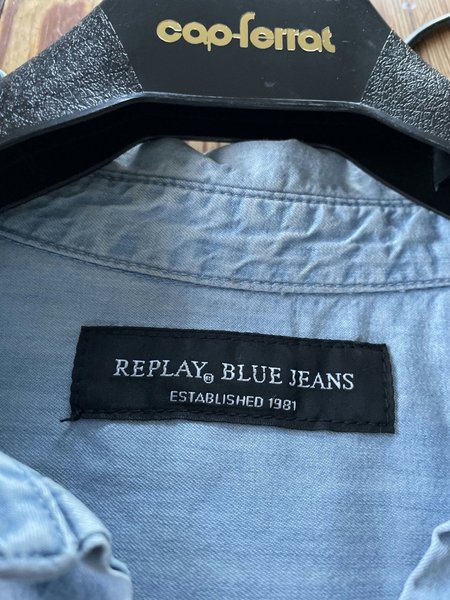 cap-ferrat
REPLAY® BLUE JEANS
ESTABLISHED 1981